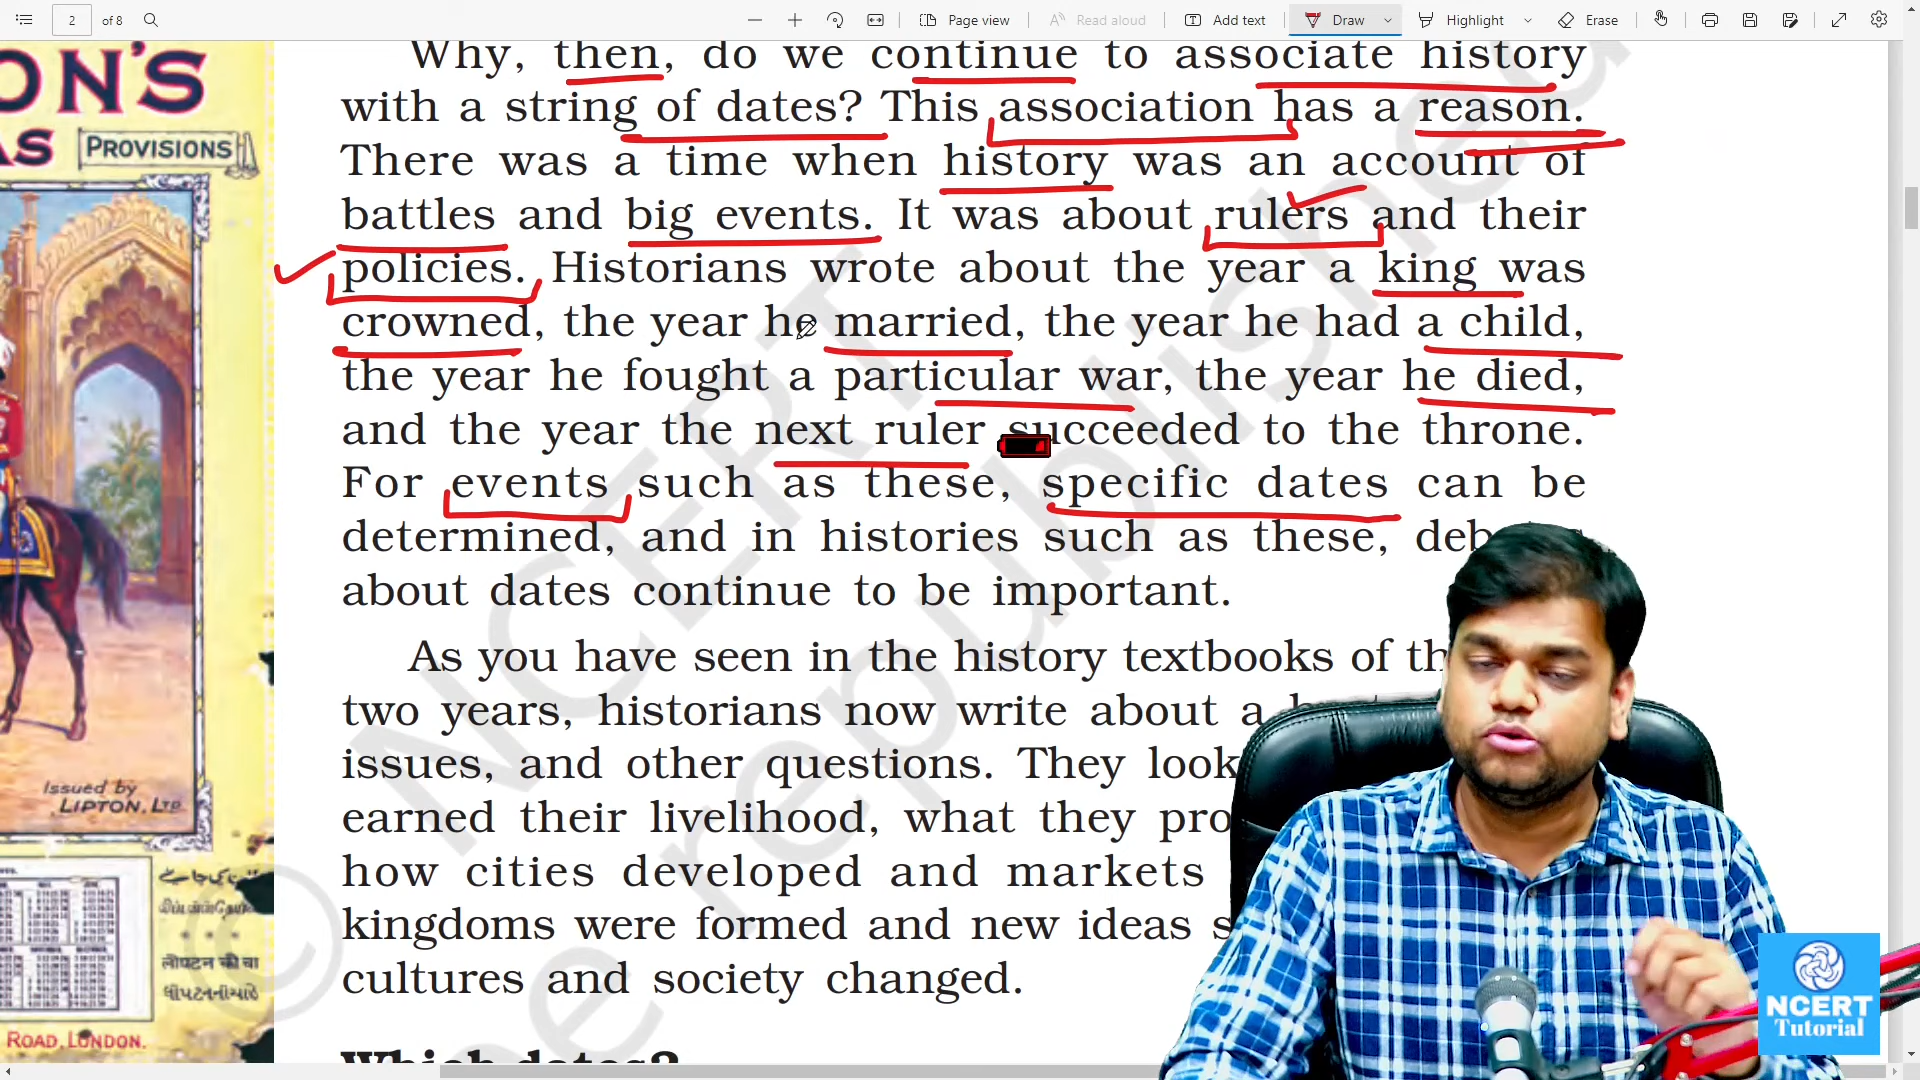 2 of 8 Page view Read aloud Add text Draw Highlight Erase
ON'S
AS PROVISIONS
Issued by
LIPTON, LTD
लीपटन की चा
ROAD, LONDON.
Why, then, do we continue to associate history
with a string of dates? This association has a reason.
There was a time when history was an account of
battles and big events. It was about rulers and their
policies. Historians wrote about the year a king was
crowned, the year he married, the year he had a child,
the year he fought a particular war, the year he died,
and the year the next ruler succeeded to the throne.
For events such as these, specific dates can be
determined, and in histories such as these, deb
about dates continue to be important.
As you have seen in the history textbooks of th
two years, historians now write about a h
issues, and other questions. They look
earned their livelihood, what they pro
how cities developed and markets
kingdoms were formed and new ideas s
cultures and society changed.
Which dates?
© NCERT
be republished
NCERT
Tutorial